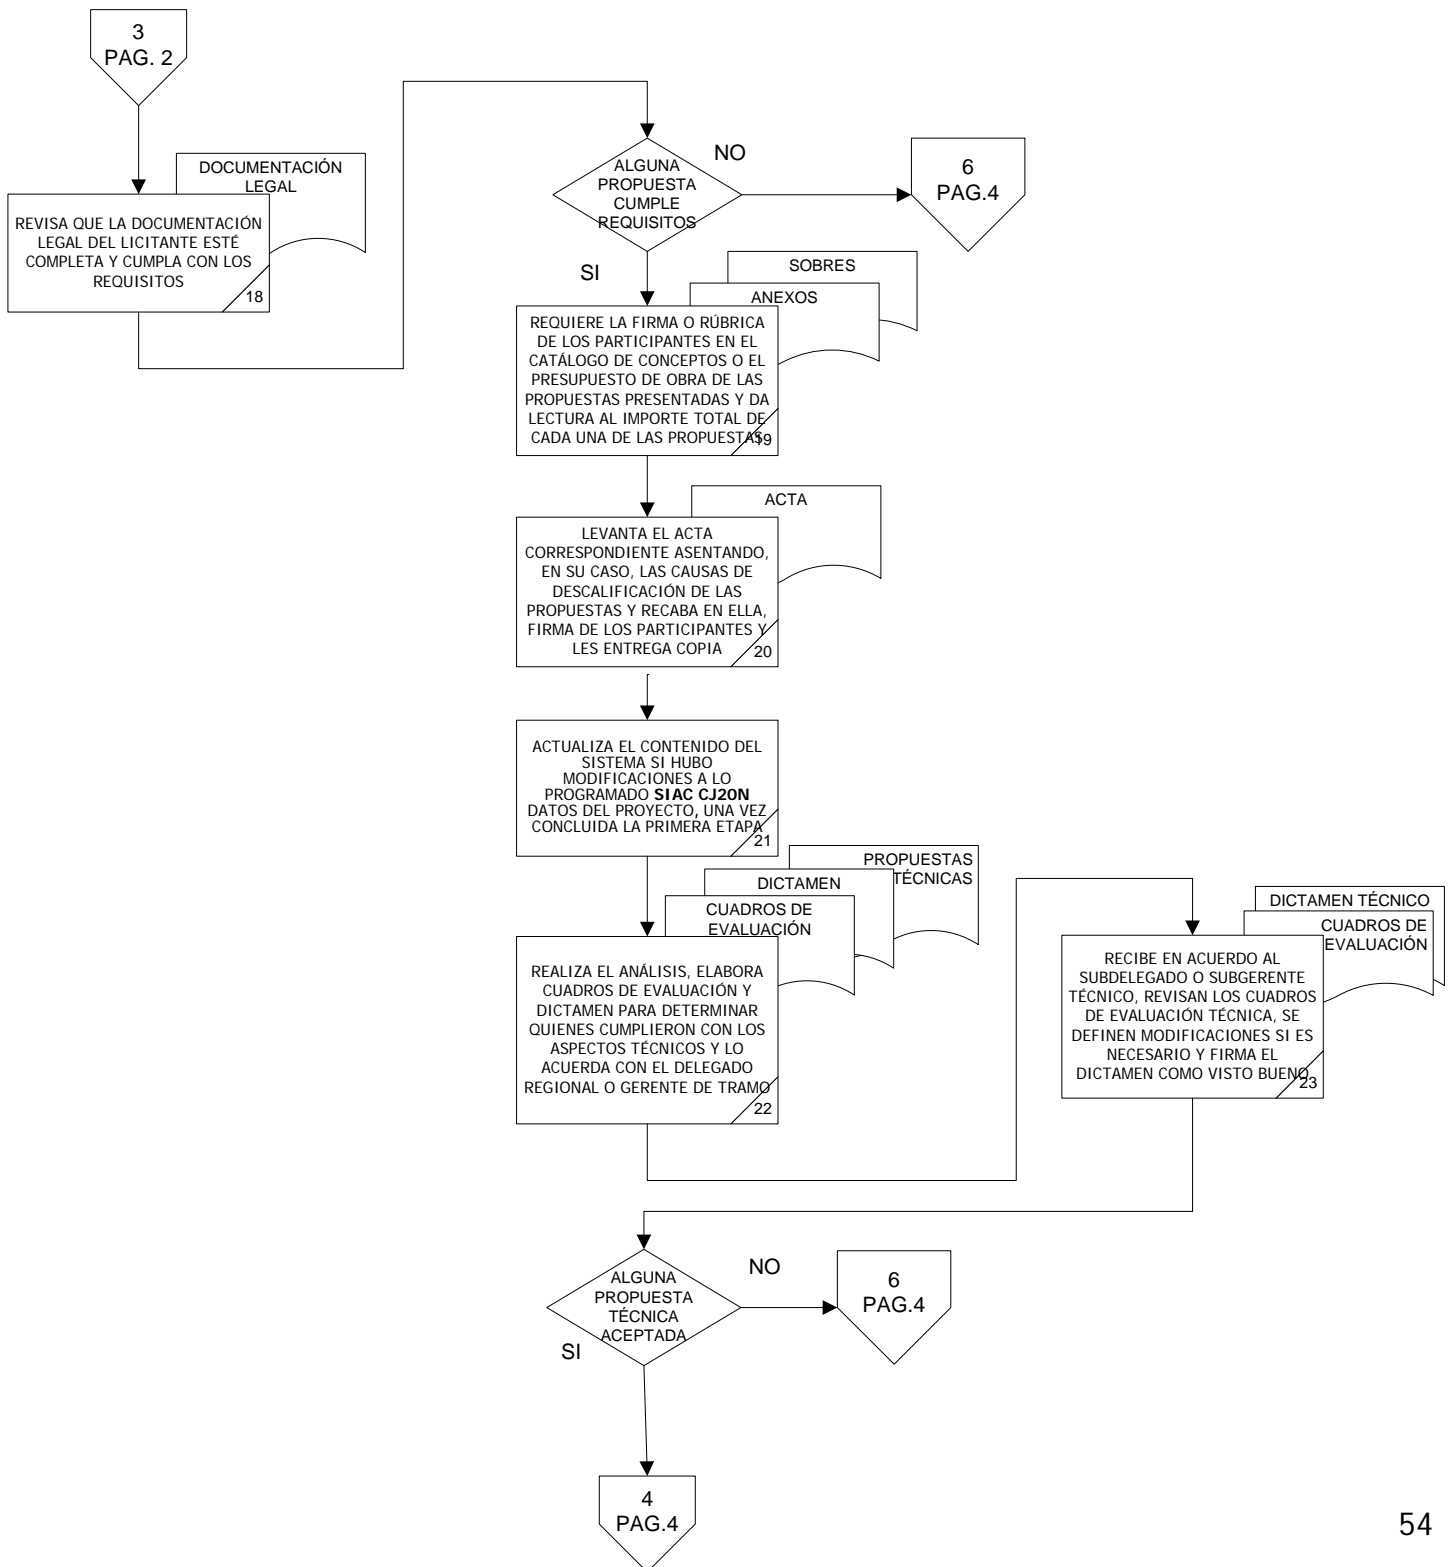 3
PAG. 2
DOCUMENTACIÓN
LEGAL
REVISA QUE LA DOCUMENTACIÓN
LEGAL DEL LICITANTE ESTÉ
COMPLETA Y CUMPLA CON LOS
REQUISITOS
18
ALGUNA
PROPUESTA
CUMPLE
REQUISITOS
NO
6
PAG.4
SI
SOBRES
ANEXOS
REQUIERE LA FIRMA O RÚBRICA
DE LOS PARTICIPANTES EN EL
CATÁLOGO DE CONCEPTOS O EL
PRESUPUESTO DE OBRA DE LAS
PROPUESTAS PRESENTADAS Y DA
LECTURA AL IMPORTE TOTAL DE
CADA UNA DE LAS PROPUESTAS
19
ACTA
LEVANTA EL ACTA
CORRESPONDIENTE ASENTANDO,
EN SU CASO, LAS CAUSAS DE
DESCALIFICACIÓN DE LAS
PROPUESTAS Y RECABA EN ELLA,
FIRMA DE LOS PARTICIPANTES Y
LES ENTREGA COPIA
20
ACTUALIZA EL CONTENIDO DEL
SISTEMA SI HUBO
MODIFICACIONES A LO
PROGRAMADO SIAC CJ20N
DATOS DEL PROYECTO, UNA VEZ
CONCLUIDA LA PRIMERA ETAPA
21
PROPUESTAS
TÉCNICAS
DICTAMEN
CUADROS DE
EVALUACIÓN
REALIZA EL ANÁLISIS, ELABORA
CUADROS DE EVALUACIÓN Y
DICTAMEN PARA DETERMINAR
QUIENES CUMPLIERON CON LOS
ASPECTOS TÉCNICOS Y LO
ACUERDA CON EL DELEGADO
REGIONAL O GERENTE DE TRAMO
22
DICTAMEN TÉCNICO
CUADROS DE
EVALUACIÓN
RECIBE EN ACUERDO AL
SUBDELEGADO O SUBGERENTE
TÉCNICO, REVISAN LOS CUADROS
DE EVALUACIÓN TÉCNICA, SE
DEFINEN MODIFICACIONES SI ES
NECESARIO Y FIRMA EL
DICTAMEN COMO VISTO BUENO
23
ALGUNA
PROPUESTA
TÉCNICA
ACEPTADA
NO
6
PAG.4
SI
4
PAG.4
54